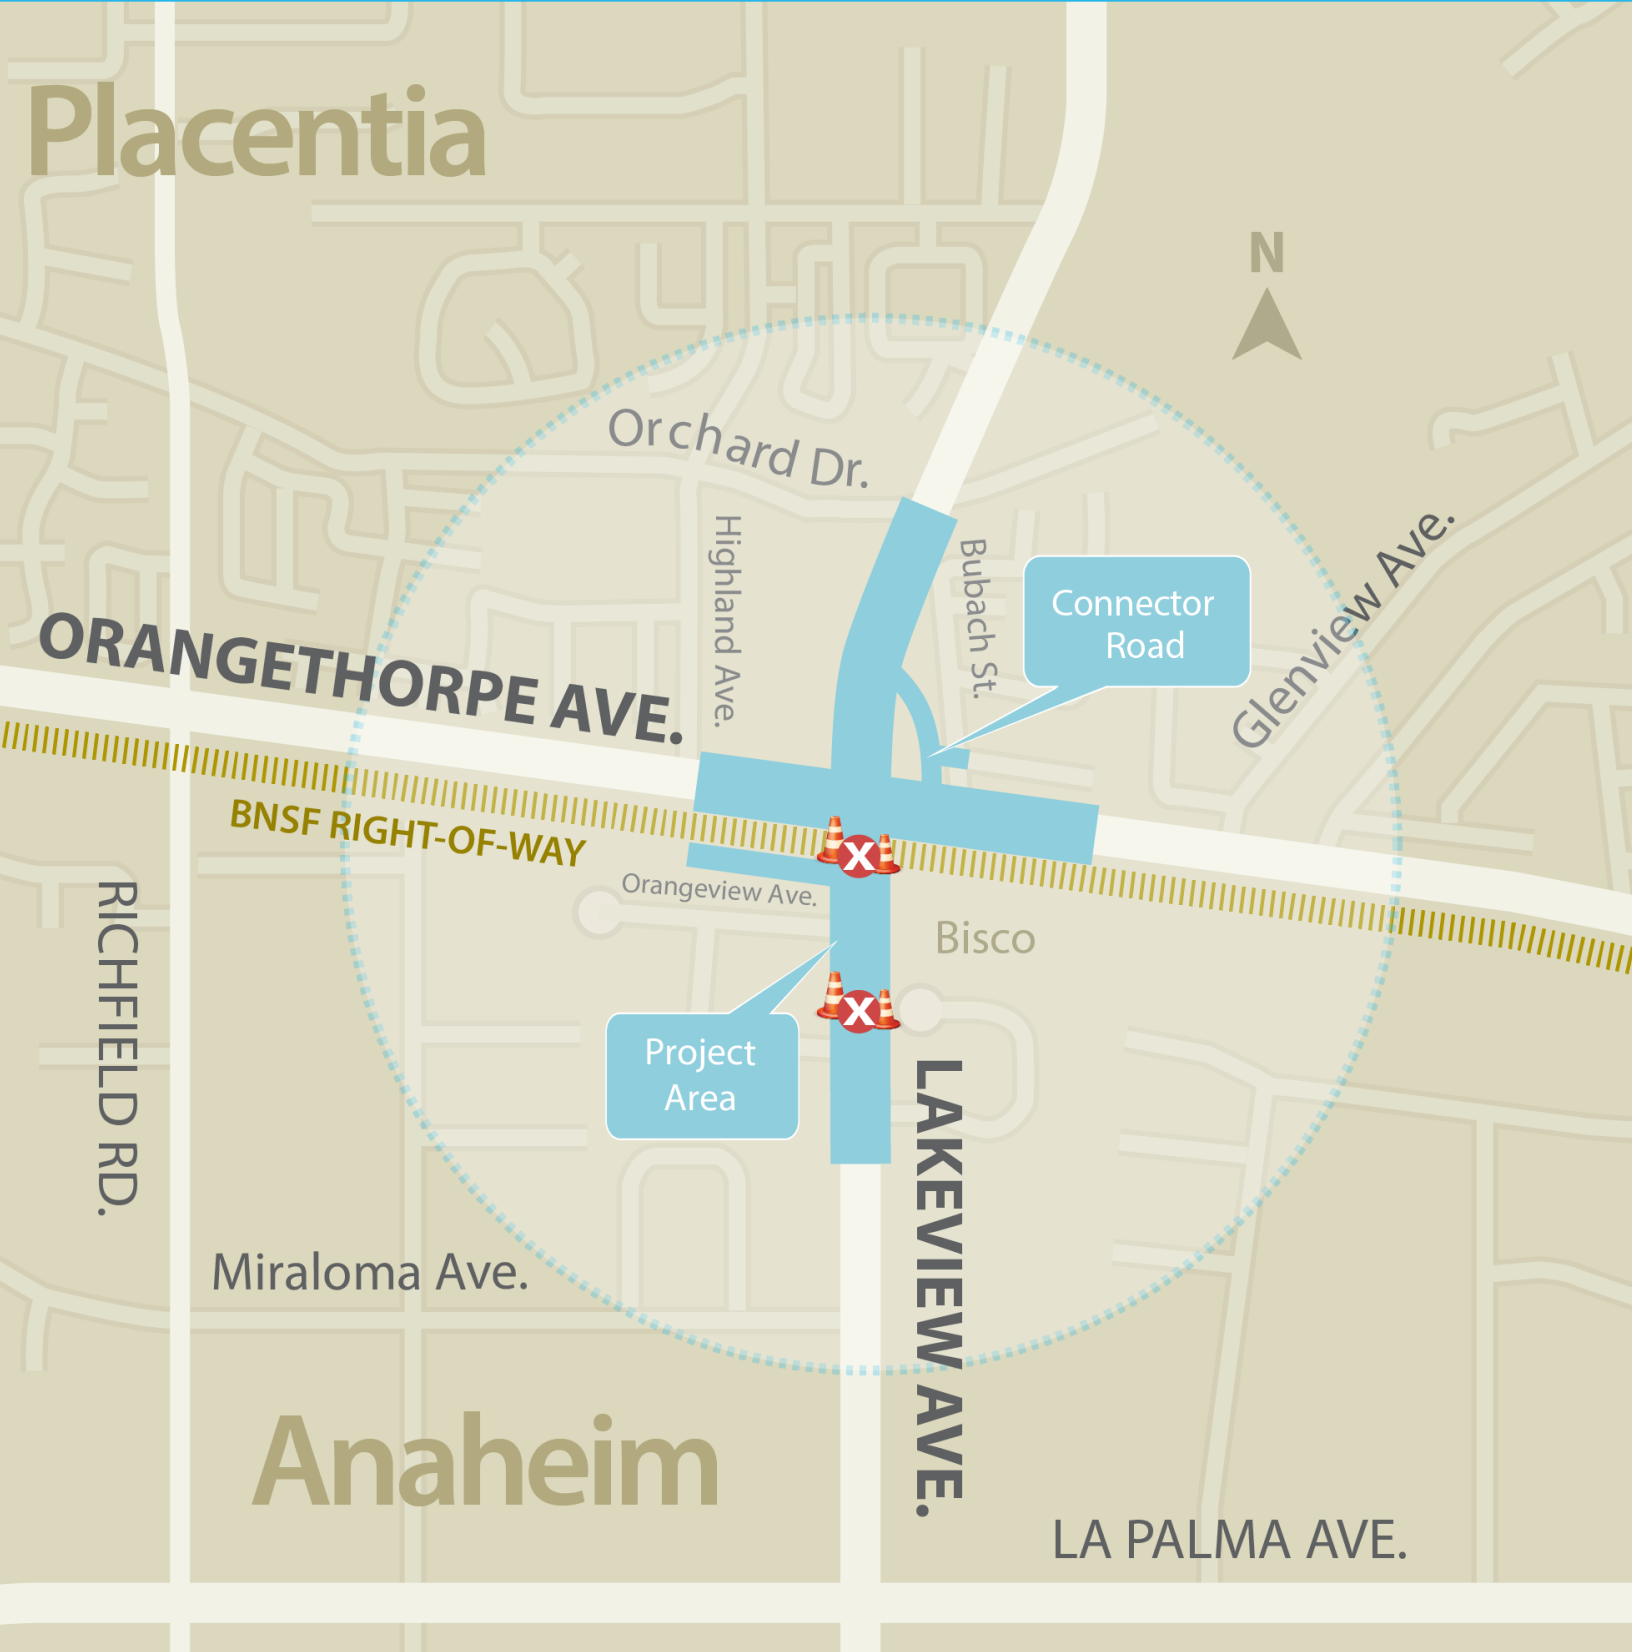 Placentia
N
Orchard Dr.
Highland Ave.
Bubach St.
Connector
Road
Glenview Ave.
ORANGETHORPE AVE.
BNSF RIGHT-OF-WAY
Orangeview Ave.
X
Bisco
RICHFIELD RD.
X
Project
Area
LAKEVIEW AVE.
Miraloma Ave.
Anaheim
LA PALMA AVE.